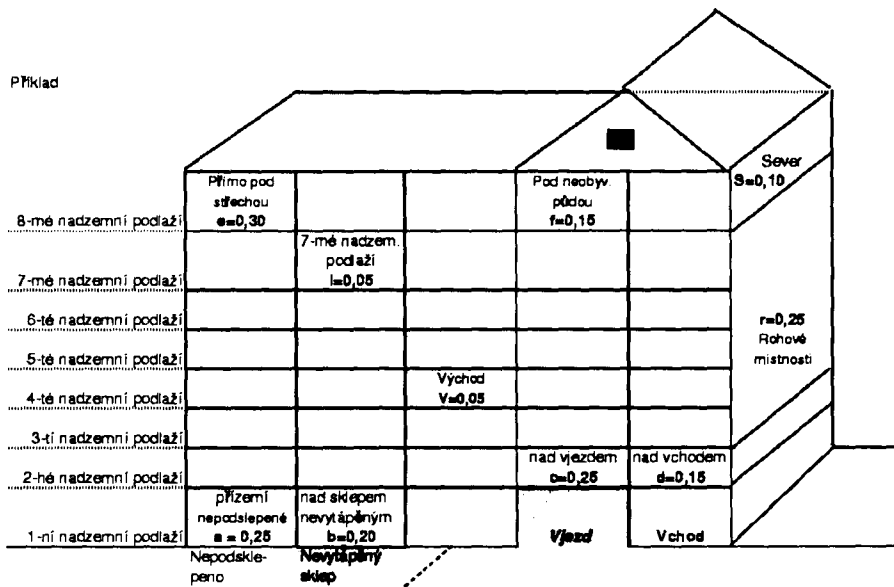 Příklad
Sever
S=0,10
Přímo pod
střechou
e=0,30
Pod neobyv.
půdou
f=0,15
8-mé nadzemní podlaží
7-mé nadzem.
podlaží
l=0,05
7-mé nadzemní podlaží
6-té nadzemní podlaží
r=0,25
Rohové
místnosti
5-té nadzemní podlaží
Východ
V=0,05
4-té nadzemní podlaží
3-tí nadzemní podlaží
nad vjezdem
c=0,25
nad vchodem
d=0,15
2-hé nadzemní podlaží
přízemí
nepodslepené
a = 0,25
nad sklepem
nevytápěným
b=0,20
Vjezd
Vchod
1-ní nadzemní podlaží
Nepodskle-
peno
Nevytápěný
sklep